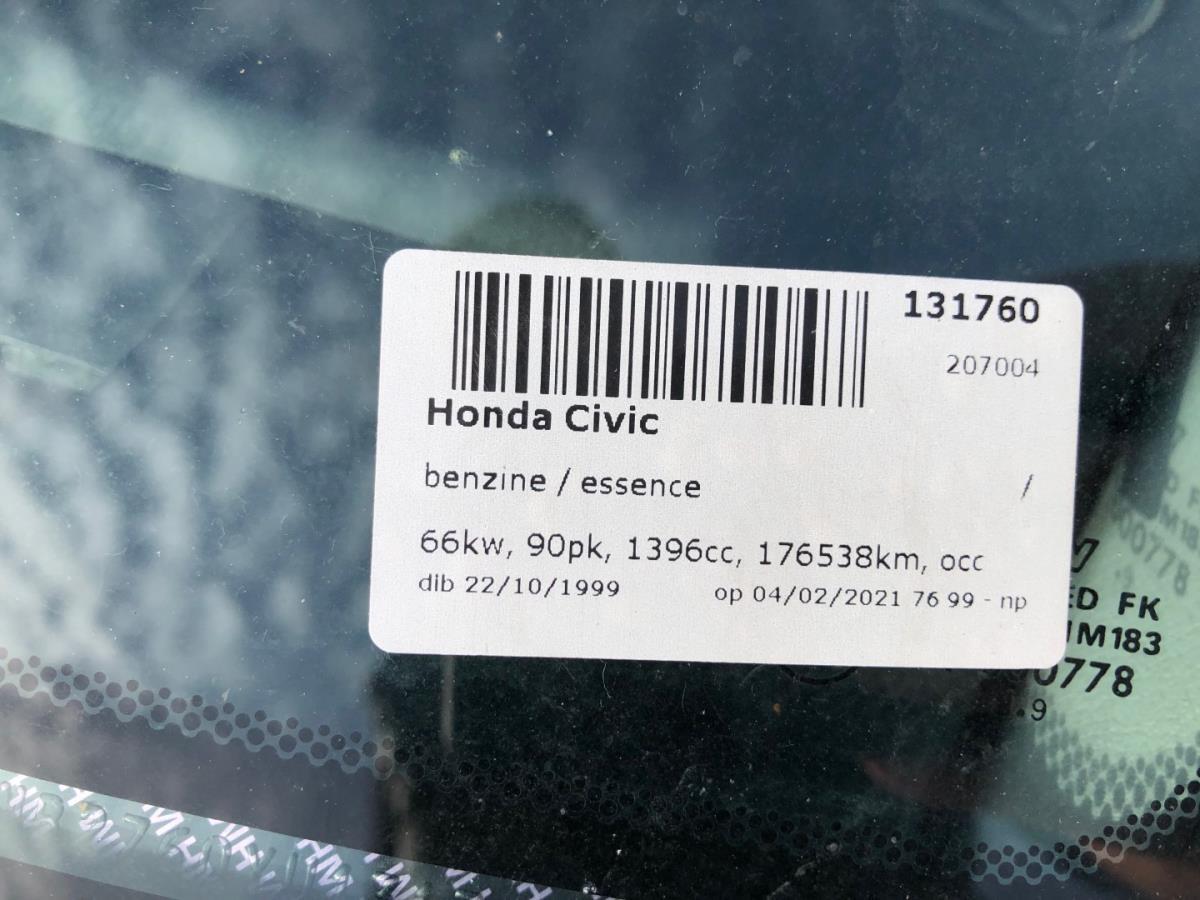 131760
207004
Honda Civic
benzine / essence /
66kw, 90pk, 1396cc, 176538km, occ
dib 22/10/1999 op 04/02/2021 76 99 - np
FK
M183
0778
.9